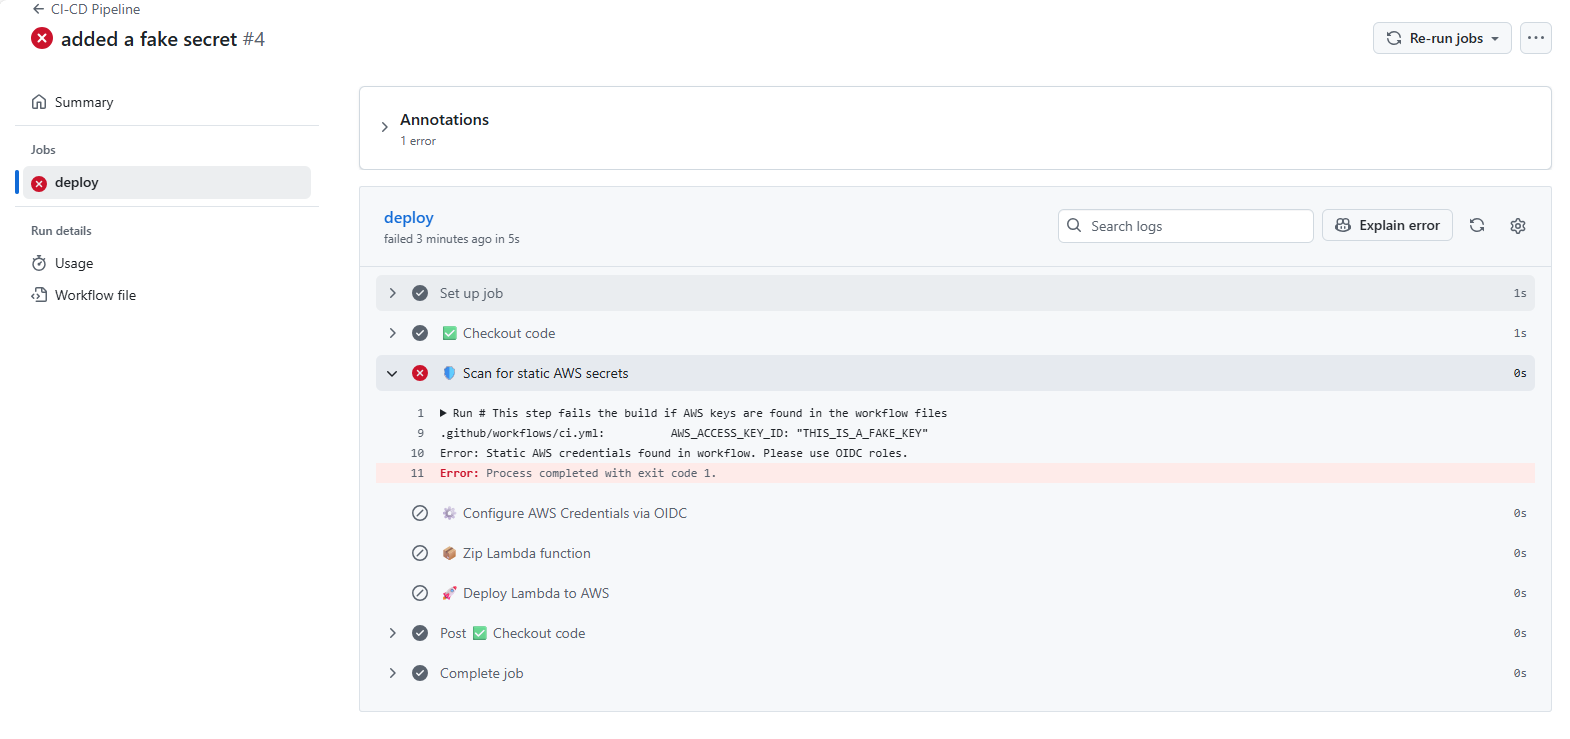 CI-CD Pipeline
added a fake secret #4
Re-run jobs
Summary
Jobs
deploy
Run details
Usage
Workflow file
Annotations
1 error
deploy
failed 3 minutes ago in 5s
Search logs
Explain error
Set up job 1s
✅ Checkout code 1s
🛡️ Scan for static AWS secrets 0s
1 ▶ Run # This step fails the build if AWS keys are found in the workflow files
9 .github/workflows/ci.yml:          AWS_ACCESS_KEY_ID: "THIS_IS_A_FAKE_KEY"
10 Error: Static AWS credentials found in workflow. Please use OIDC roles.
11 Error: Process completed with exit code 1.
⚙️ Configure AWS Credentials via OIDC 0s
📦 Zip Lambda function 0s
🚀 Deploy Lambda to AWS 0s
Post ✅ Checkout code 0s
Complete job 0s